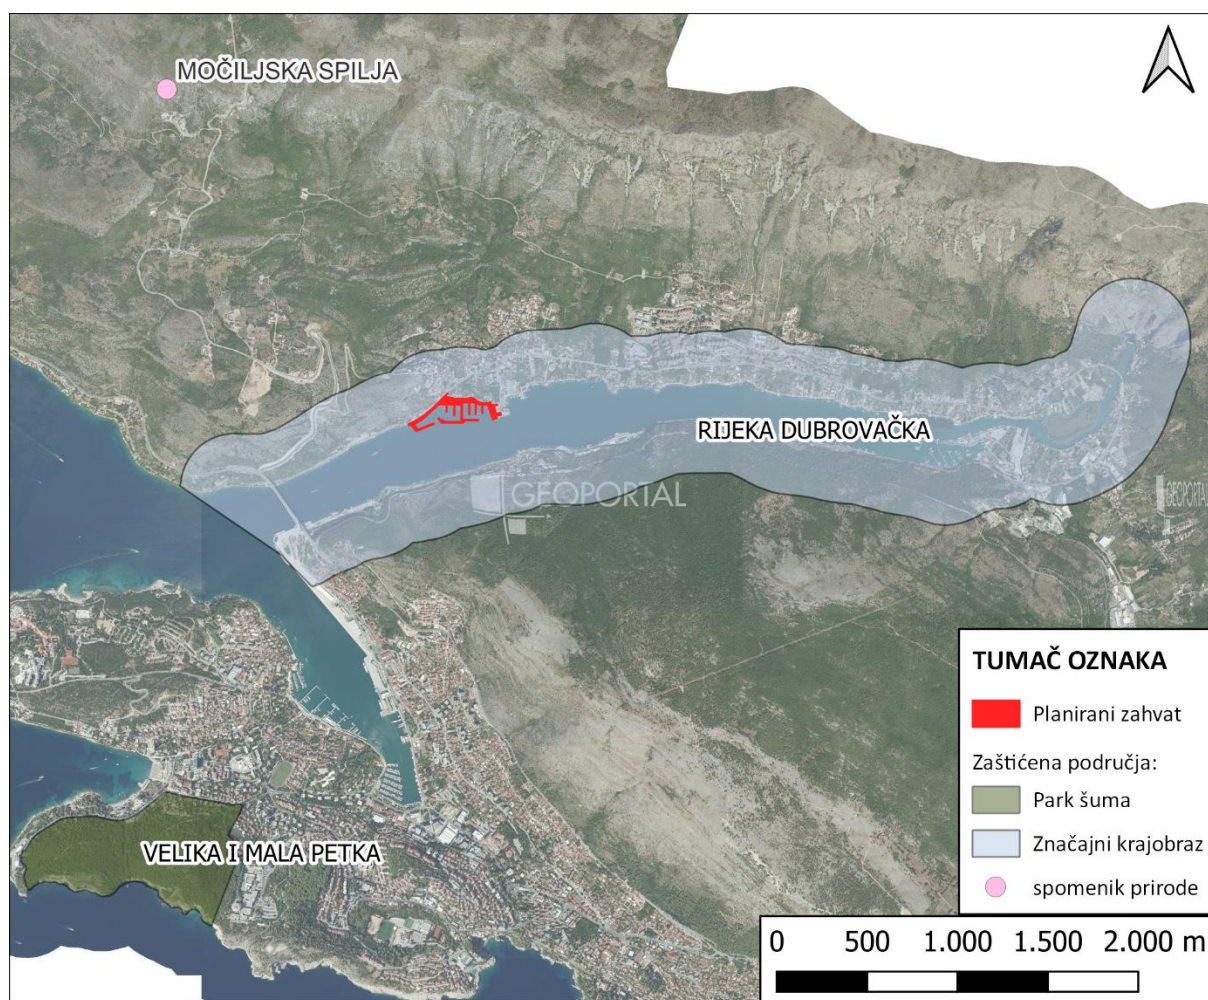 MOČILJSKA SPILJA
RIJEKA DUBROVAČKA
GEOPORTAL
GEOPORTA
VELIKA I MALA PETKA
TUMAČ OZNAKA
Planirani zahvat
Zaštićena područja:
Park šuma
Značajni krajobraz
spomenik prirode
0 500 1.000 1.500 2.000 m